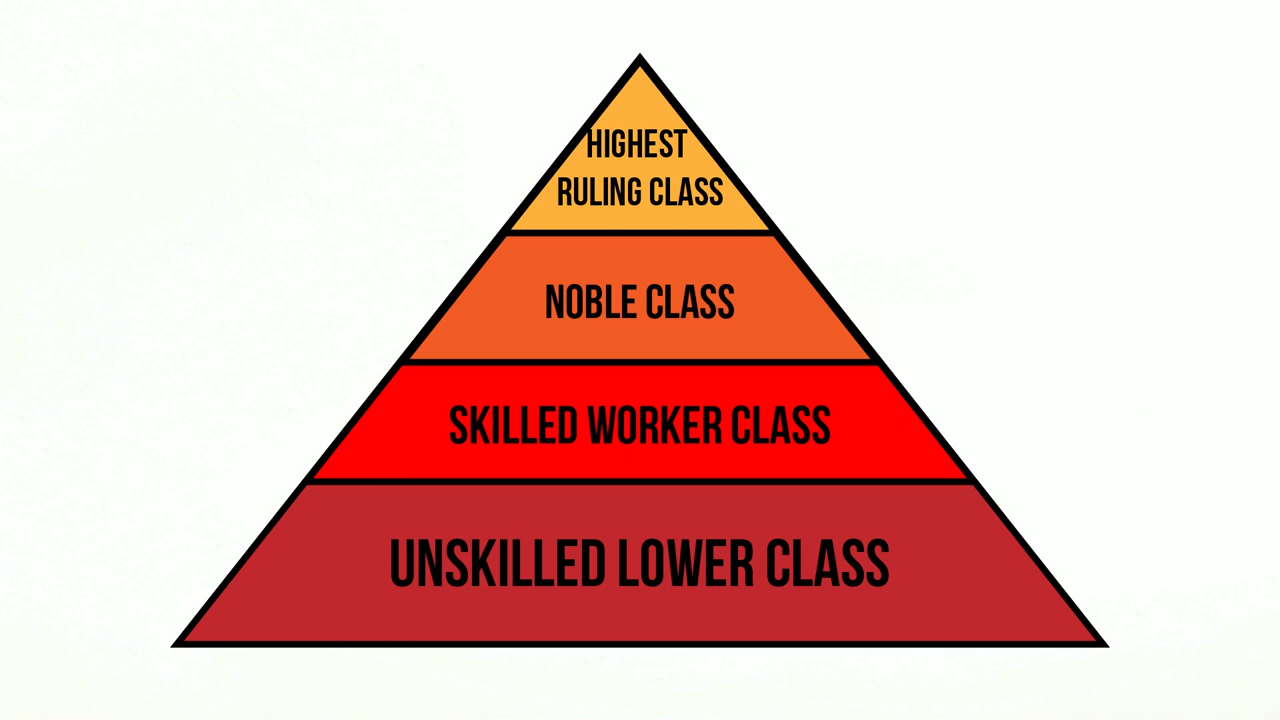 HIGHEST
RULING CLASS
NOBLE CLASS
SKILLED WORKER CLASS
UNSKILLED LOWER CLASS